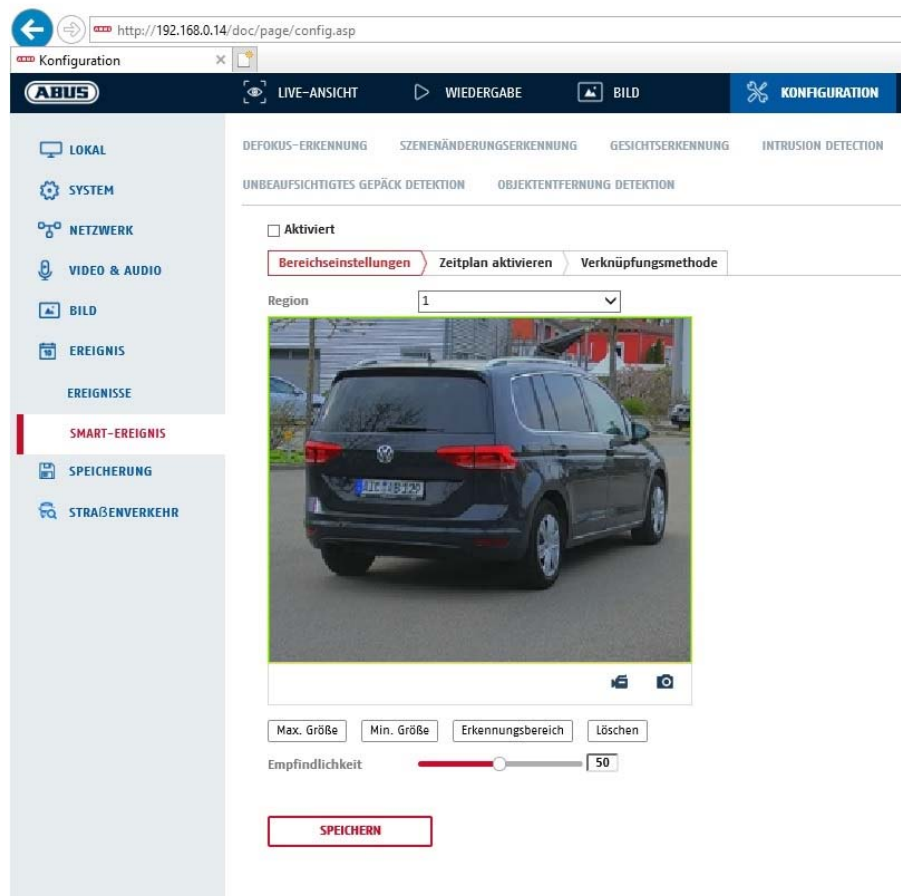 http://192.168.0.14/doc/page/config.asp
Konfiguration
ABUS
LIVE-ANSICHT
WIEDERGABE
BILD
KONFIGURATION
LOKAL
SYSTEM
NETZWERK
VIDEO & AUDIO
BILD
EREIGNIS
EREIGNISSE
SMART-EREIGNIS
SPEICHERUNG
STRAßENVERKEHR
DEFOKUS-ERKENNUNG SZENENÄNDERUNGSERKENNUNG GESICHTSERKENNUNG INTRUSION DETECTION
UNBEAUFSICHTIGTES GEPÄCK DETEKTION OBJEKTENTFERNUNG DETEKTION
Aktiviert
Bereichseinstellungen Zeitplan aktivieren Verknüpfungsmethode
Region 1
Max. Größe Min. Größe Erkennungsbereich Löschen
Empfindlichkeit 50
SPEICHERN